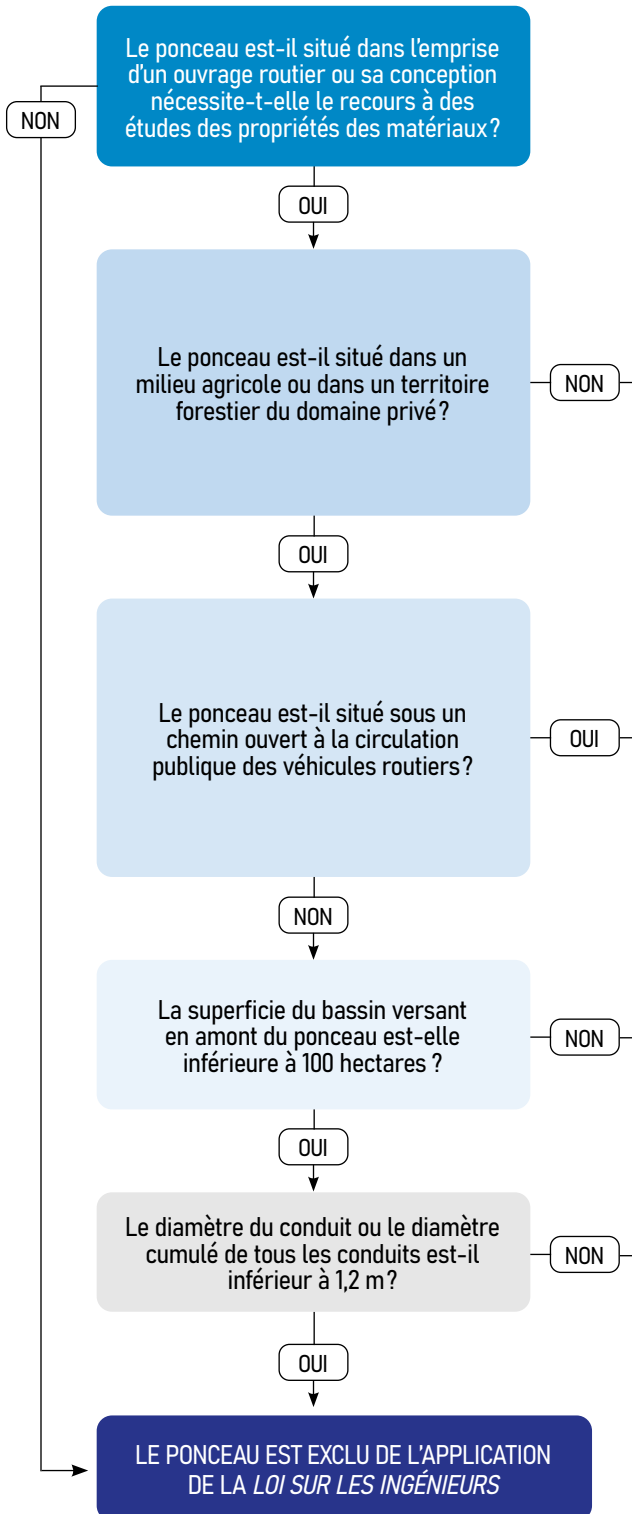 Le ponceau est-il situé dans l'emprise
d'un ouvrage routier ou sa conception
nécessite-t-elle le recours à des
études des propriétés des matériaux ?
NON
OUI
Le ponceau est-il situé dans un
milieu agricole ou dans un territoire
forestier du domaine privé ?
NON
OUI
Le ponceau est-il situé sous un
chemin ouvert à la circulation
publique des véhicules routiers ?
OUI
NON
La superficie du bassin versant
en amont du ponceau est-elle
inférieure à 100 hectares ?
NON
OUI
Le diamètre du conduit ou le diamètre
cumulé de tous les conduits est-il
inférieur à 1,2 m ?
NON
OUI
LE PONCEAU EST EXCLU DE L'APPLICATION
DE LA LOI SUR LES INGÉNIEURS